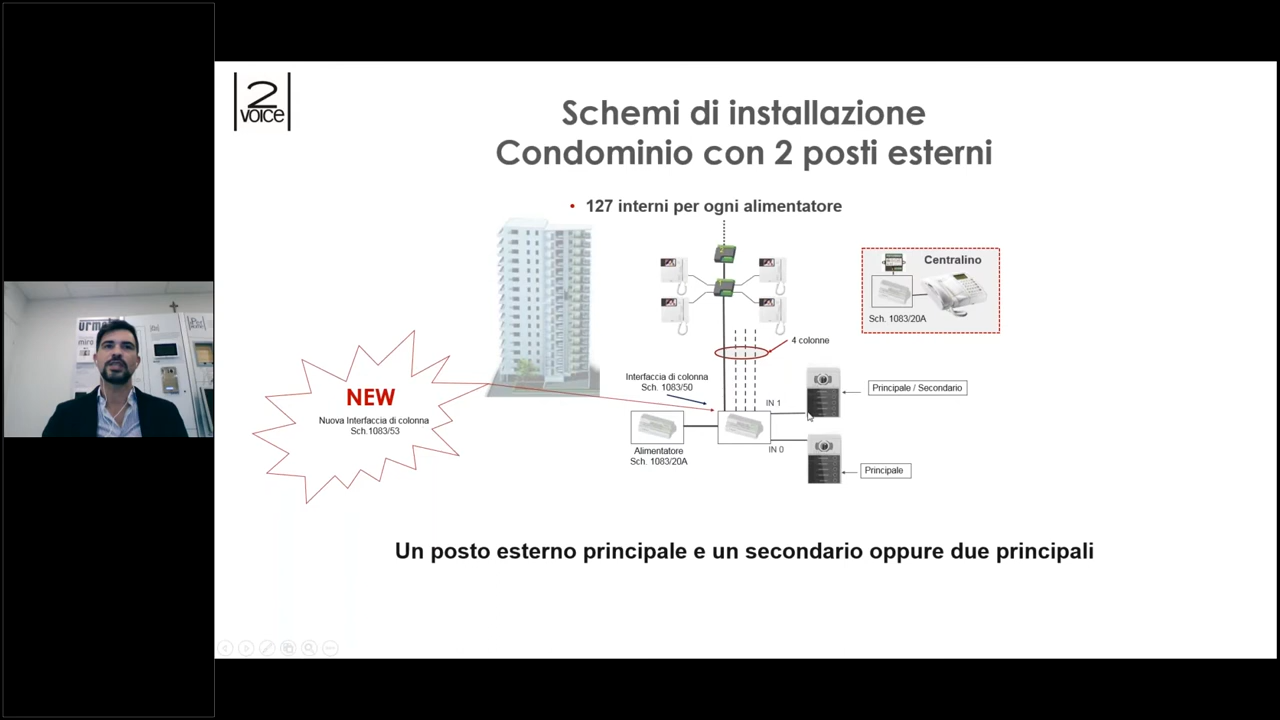 2
voice
Schemi di installazione
Condominio con 2 posti esterni
• 127 interni per ogni alimentatore
Centralino
Sch. 1083/20A
4 colonne
Interfaccia di colonna
Sch. 1083/50
Principale / Secondario
IN 1
NEW
Nuova Interfaccia di colonna
Sch.1083/53
IN 0
Alimentatore
Sch. 1083/20A
Principale
Un posto esterno principale e un secondario oppure due principali